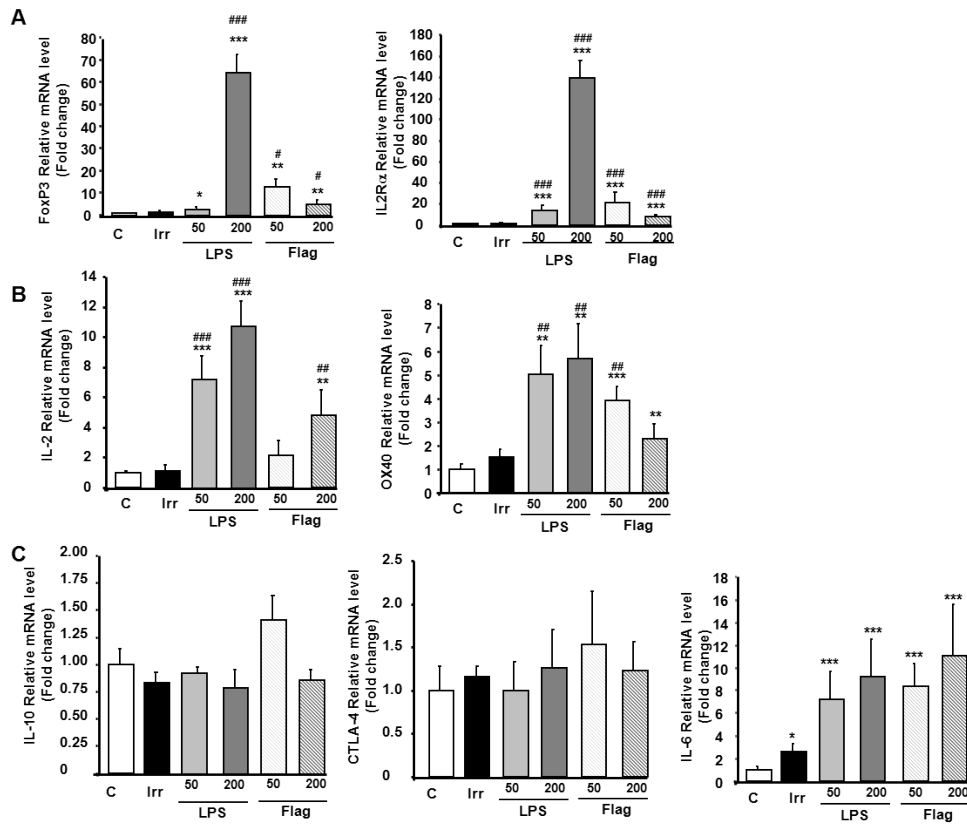 A
FoxP3 Relative mRNA level
(Fold change)
80
70
60
50
40
30
20
10
0
*
###
***
#
**
#
**
C
Irr
50
200
50
200
LPS
Flag
IL2Rα Relative mRNA level
(Fold change)
180
160
140
120
100
80
60
40
20
0
###
***
###
***
###
***
###
***
C
Irr
50
200
50
200
LPS
Flag
B
IL-2 Relative mRNA level
(Fold change)
14
12
10
8
6
4
2
0
###
***
###
***
##
**
C
Irr
50
200
50
200
LPS
Flag
OX40 Relative mRNA level
(Fold change)
8
7
6
5
4
3
2
1
0
##
**
##
**
##
***
**
C
Irr
50
200
50
200
LPS
Flag
C
IL-10 Relative mRNA level
(Fold change)
2.00
1.75
1.50
1.25
1.00
0.75
0.50
0.25
0
C
Irr
50
200
50
200
LPS
Flag
CTLA-4 Relative mRNA level
(Fold change)
2.5
2.0
1.5
1.0
0.5
0
C
Irr
50
200
50
200
LPS
Flag
IL-6 Relative mRNA level
(Fold change)
18
16
14
12
10
8
6
4
2
0
*
***
***
***
***
C
Irr
50
200
50
200
LPS
Flag